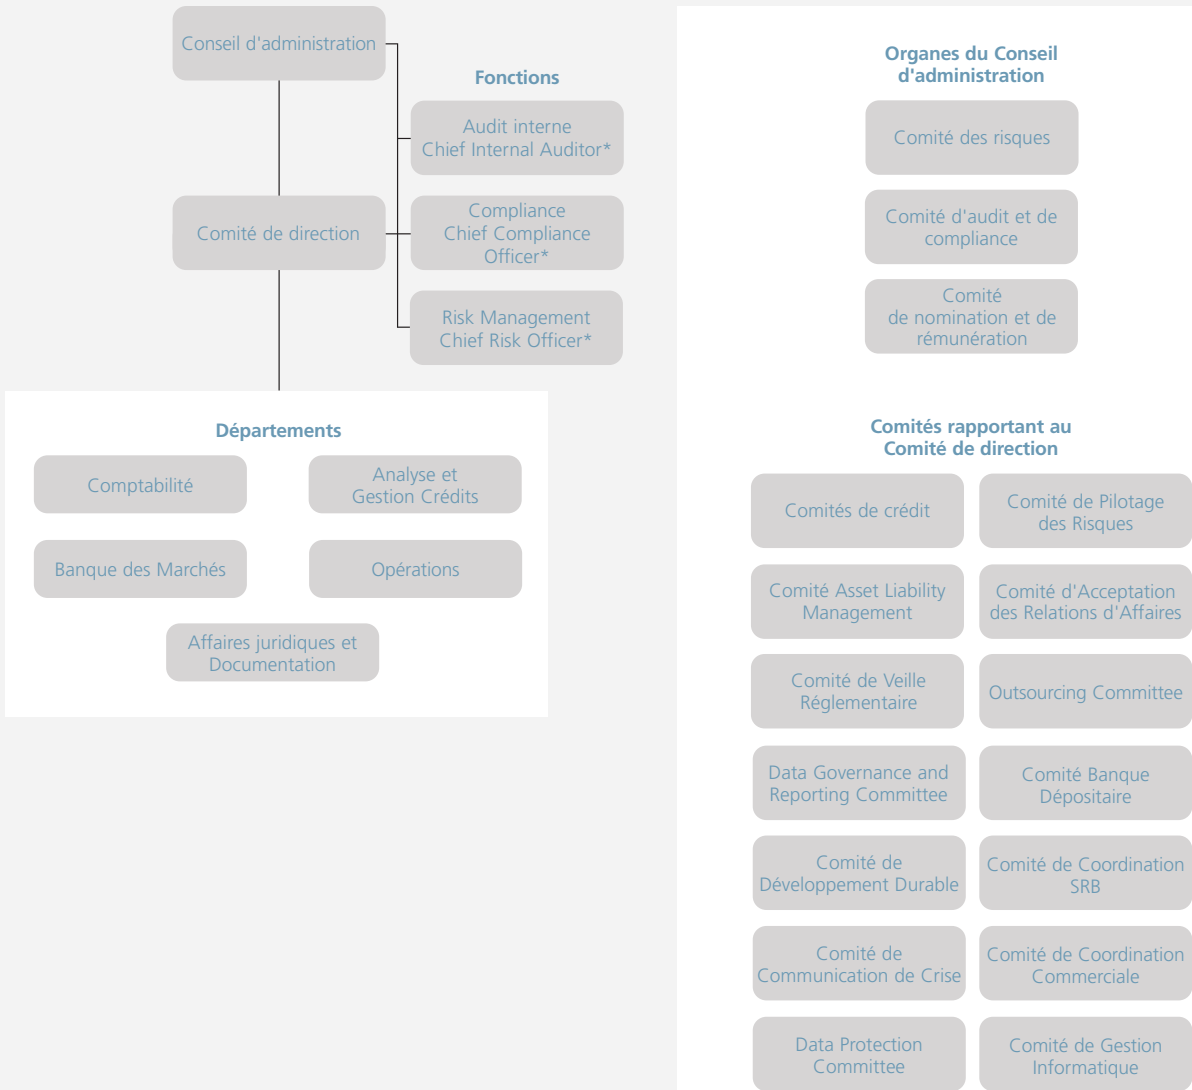 Conseil d'administration
Fonctions
Audit interne
Chief Internal Auditor*
Comité de direction
Compliance
Chief Compliance
Officer*
Risk Management
Chief Risk Officer*
Départements
Comptabilité
Analyse et
Gestion Crédits
Banque des Marchés
Opérations
Affaires juridiques et
Documentation
Organes du Conseil
d'administration
Comité des risques
Comité d'audit et de
compliance
Comité
de nomination et de
rémunération
Comités rapportant au
Comité de direction
Comités de crédit
Comité de Pilotage
des Risques
Comité Asset Liability
Management
Comité d'Acceptation
des Relations d'Affaires
Comité de Veille
Réglementaire
Outsourcing Committee
Data Governance and
Reporting Committee
Comité Banque
Dépositaire
Comité de
Développement Durable
Comité de Coordination
SRB
Comité de
Communication de Crise
Comité de Coordination
Commerciale
Data Protection
Committee
Comité de Gestion
Informatique